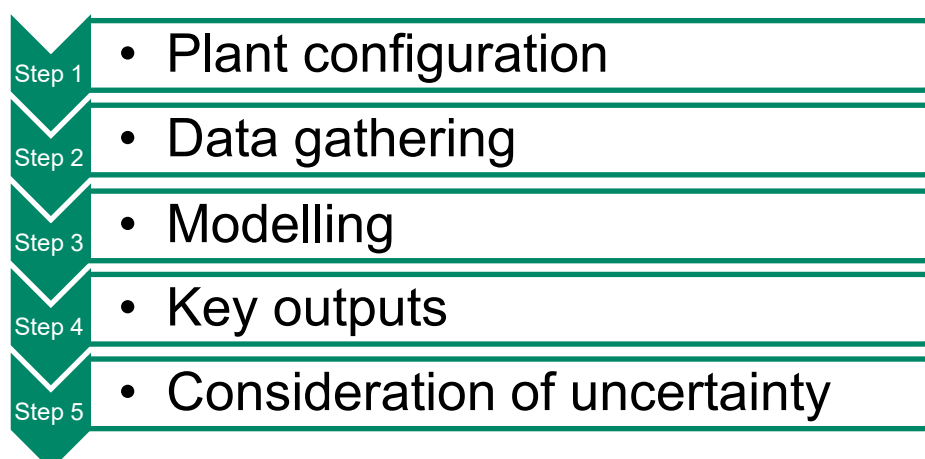 Step 1 • Plant configuration
Step 2 • Data gathering
Step 3 • Modelling
Step 4 • Key outputs
Step 5 • Consideration of uncertainty